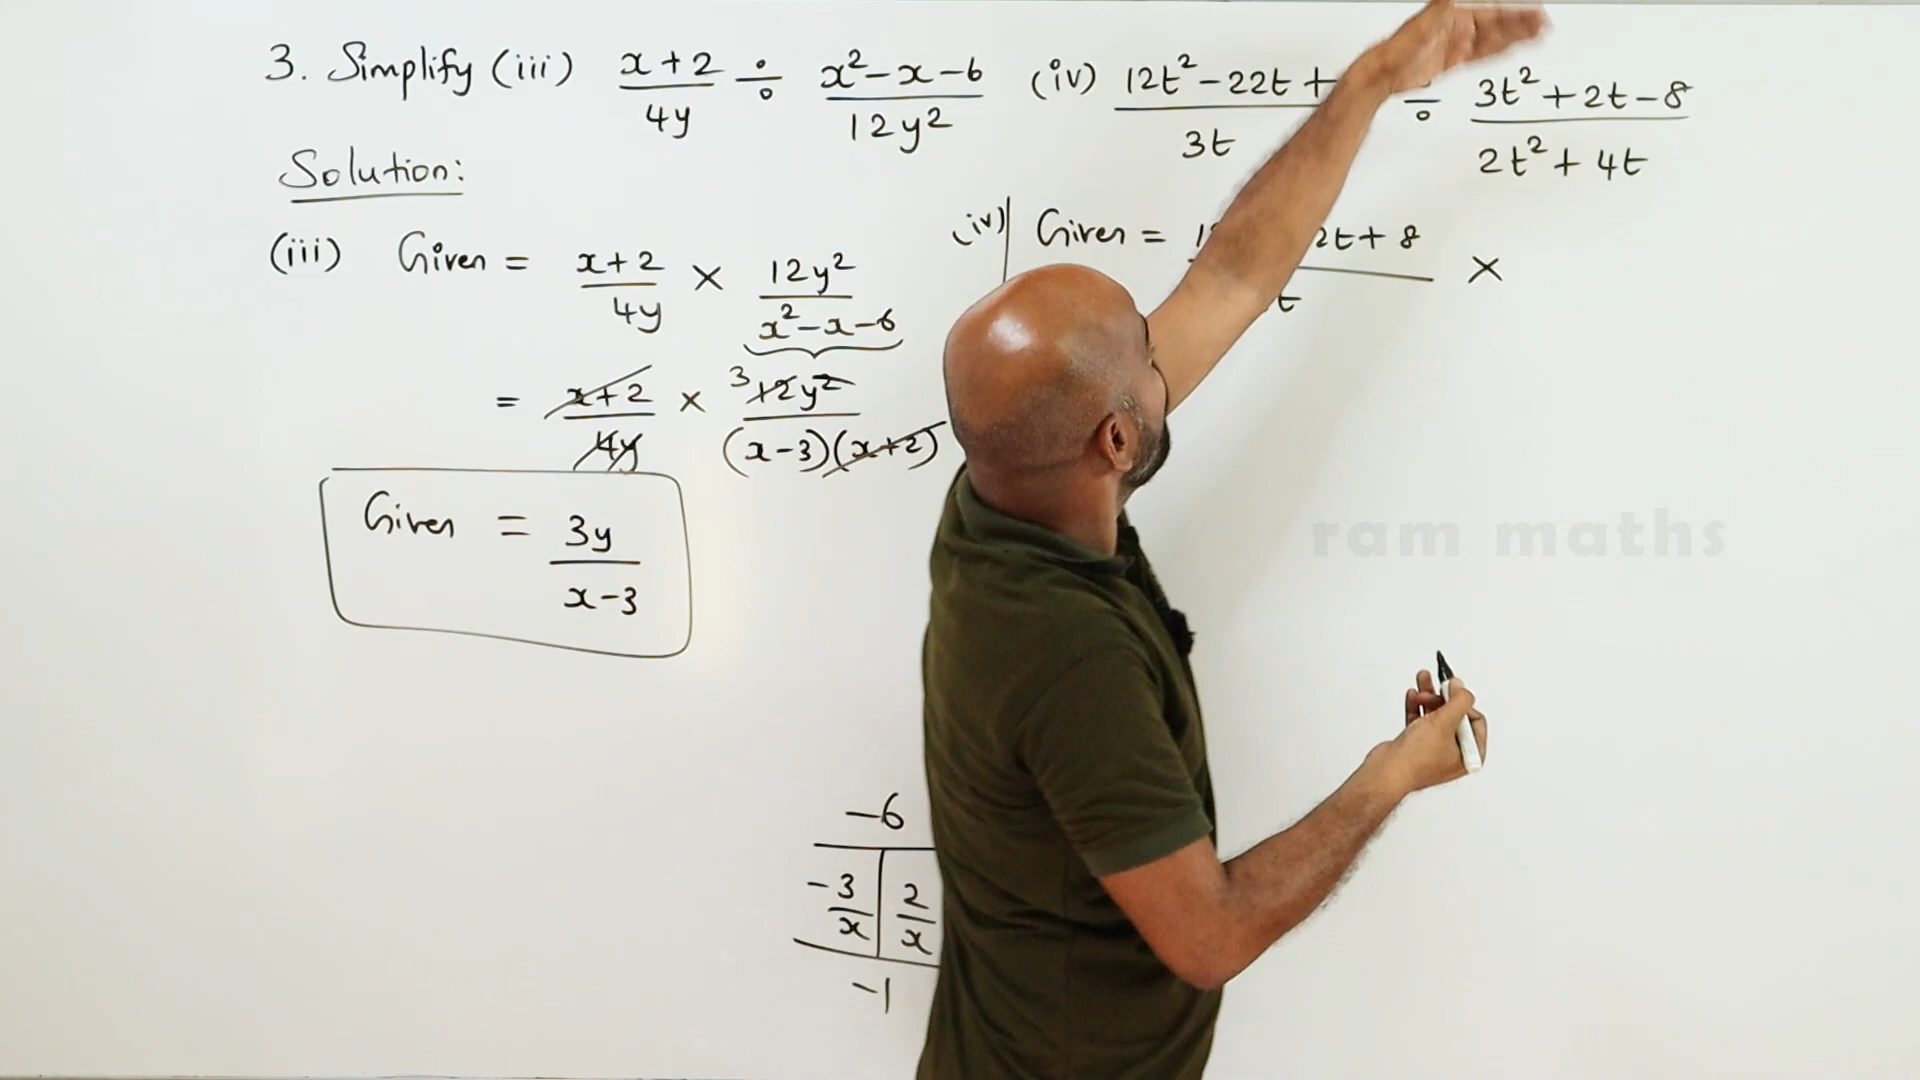 3. Simplify (iii) x+2/4y ÷ x²-x-6/12y² (iv) 12t²-22t+ /3t ÷ 3t²+2t-8/2t²+4t
Solution:
(iii) Given = x+2/4y × 12y²/x²-x-6
= x+2/4y × 3 12y²/(x-3)(x+2)
Given = 3y/x-3
-6
-3/x | 2/x
-1
(iv) Given = 2t+8/t ×
ram maths